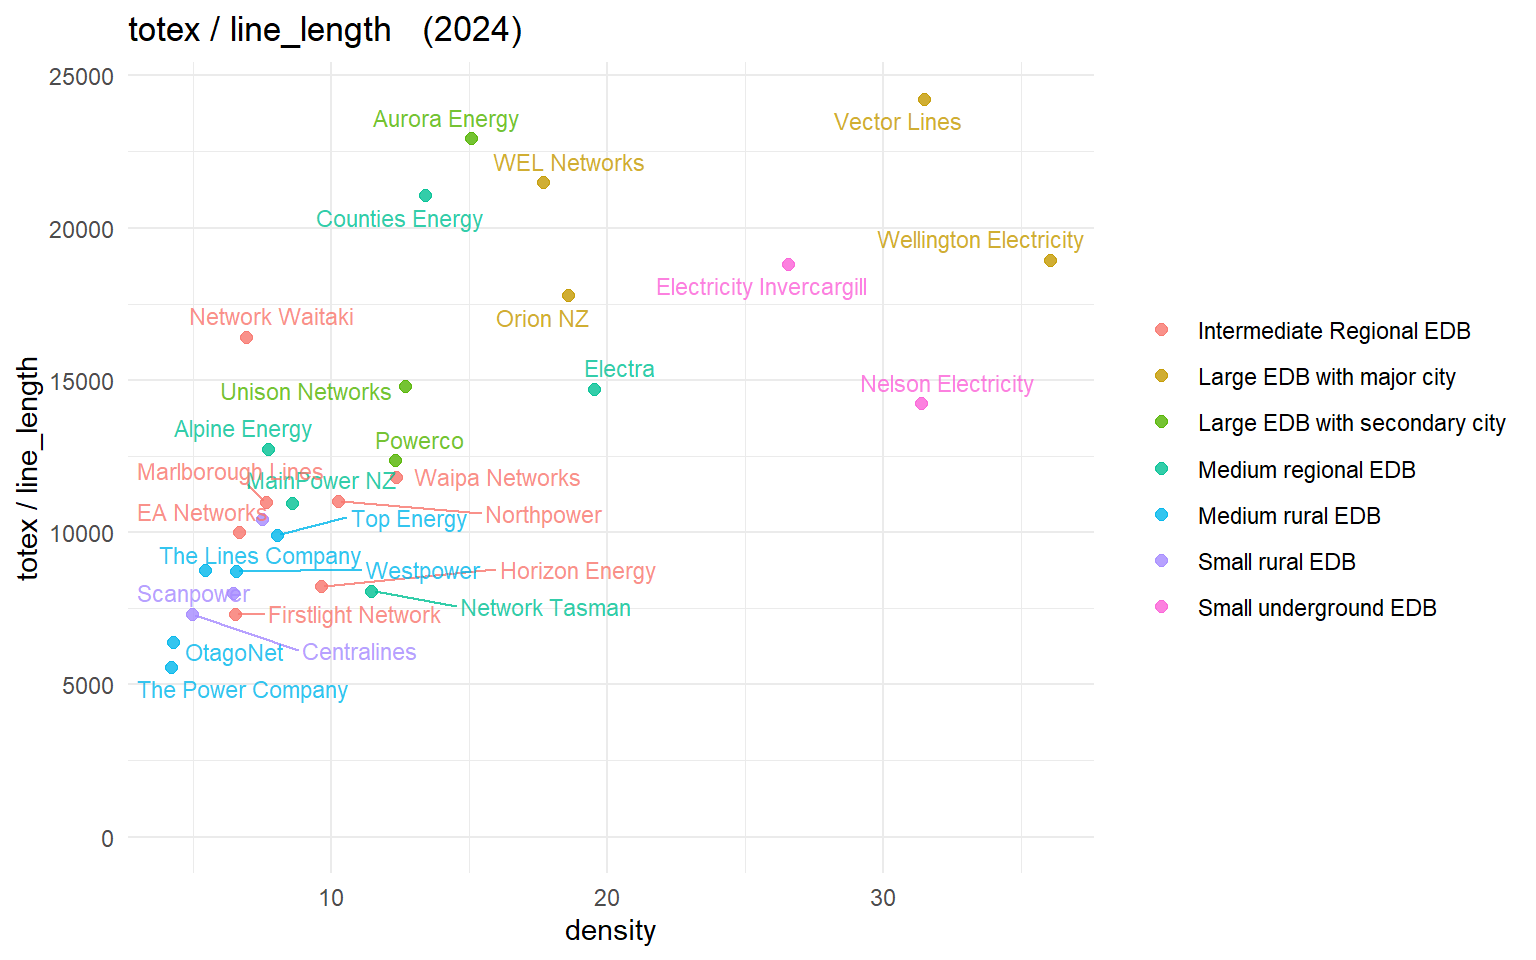 totex / line_length (2024)
totex / line_length
25000
20000
15000
10000
5000
0
Aurora Energy
Vector Lines
WEL Networks
Counties Energy
Wellington Electricity
Electricity Invercargill
Network Waitaki
Orion NZ
Electra
Nelson Electricity
Unison Networks
Alpine Energy
Powerco
Marlborough Lines
MainPower NZ
Waipa Networks
EA Networks
Northpower
Top Energy
The Lines Company
Westpower
Horizon Energy
Scanpower
Network Tasman
Firstlight Network
OtagoNet
Centralines
The Power Company
10
20
30
density
Intermediate Regional EDB
Large EDB with major city
Large EDB with secondary city
Medium regional EDB
Medium rural EDB
Small rural EDB
Small underground EDB